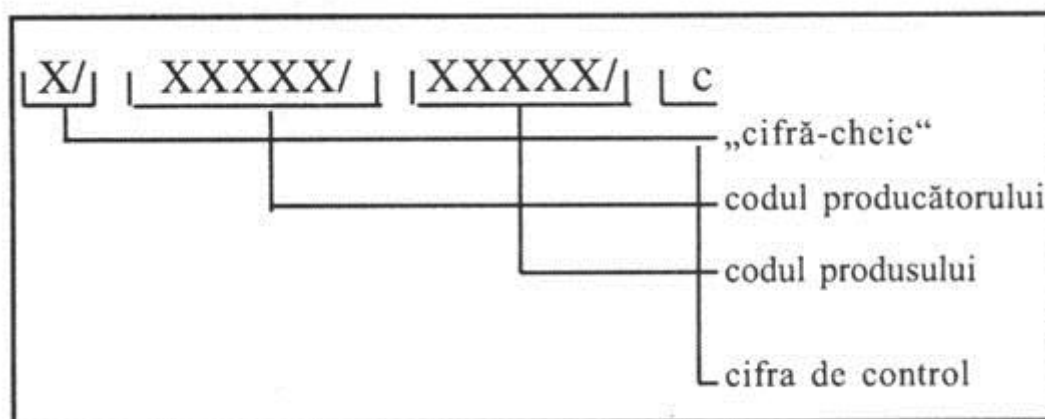 X/ XXXXX/ XXXXX/ c
„cifră-cheie“
codul producătorului
codul produsului
cifra de control